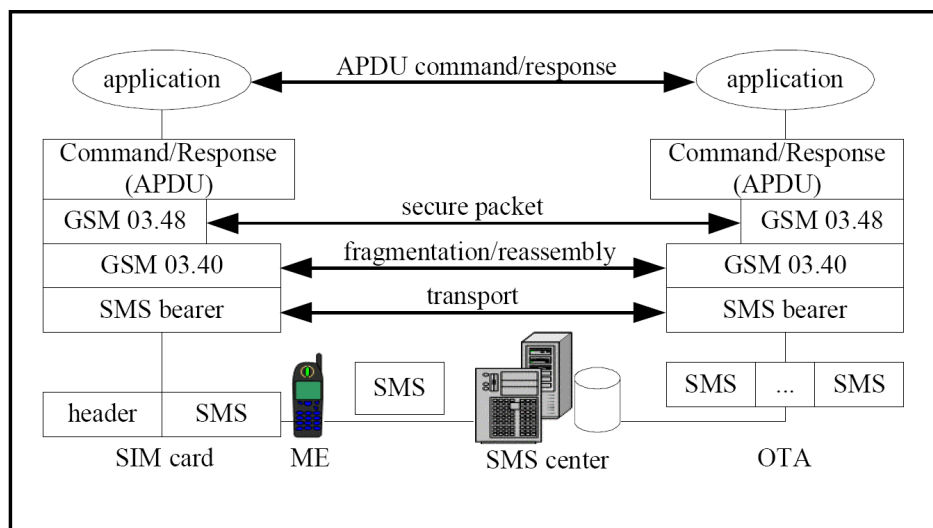 application
APDU command/response
application
Command/Response
(APDU)
Command/Response
(APDU)
GSM 03.48
secure packet
GSM 03.48
GSM 03.40
fragmentation/reassembly
GSM 03.40
SMS bearer
transport
SMS bearer
SMS
SMS
...
SMS
header
SMS
SIM card
ME
SMS center
OTA